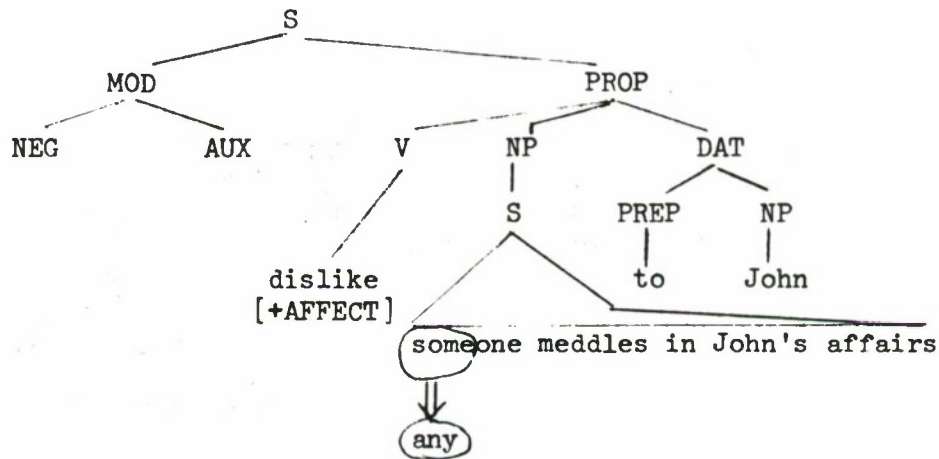 S
MOD PROP
NEG AUX V NP DAT
S PREP NP
dislike to John
[+AFFECT]
someone meddles in John's affairs
any